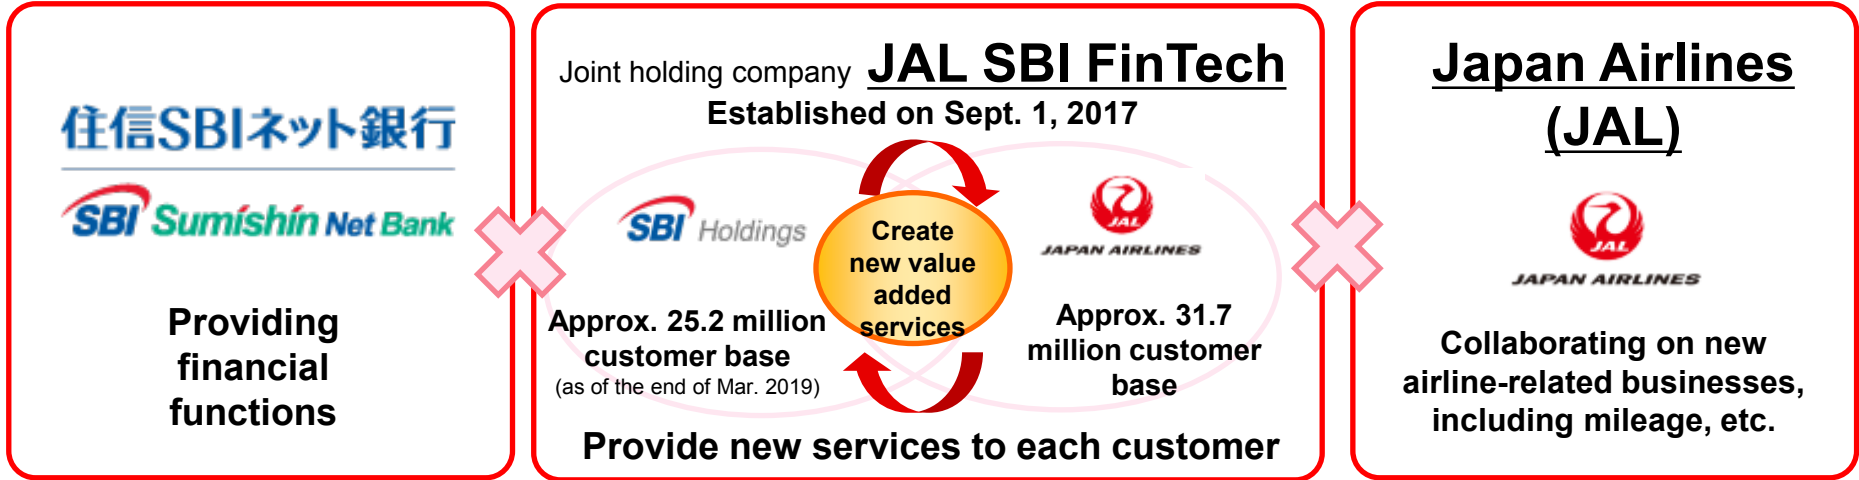 住信SBIネット銀行
SBI Sumishin Net Bank
Providing
financial
functions
Joint holding company JAL SBI FinTech
Established on Sept. 1, 2017
SBI Holdings
Approx. 25.2 million
customer base
(as of the end of Mar. 2019)
Create
new value
added
services
JAL
JAPAN AIRLINES
Approx. 31.7
million customer
base
Provide new services to each customer
Japan Airlines
(JAL)
JAL
JAPAN AIRLINES
Collaborating on new
airline-related businesses,
including mileage, etc.